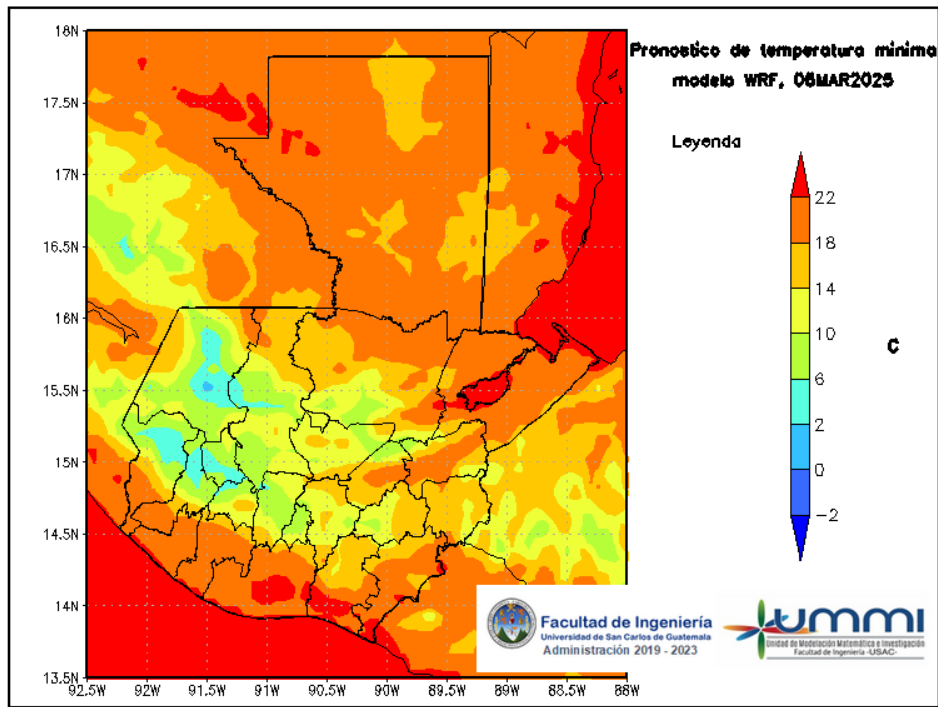 Pronostico de temperatura minima
modelo WRF, 06MAR2025
Leyenda
22
18
14
10
6
2
0
−2
C
18N
17.5N
17N
16.5N
16N
15.5N
15N
14.5N
14N
13.5N
92.5W
92W
91.5W
91W
90.5W
90W
89.5W
89W
88.5W
88W
Facultad de Ingeniería
Universidad de San Carlos de Guatemala
Administración 2019 - 2023
ummi
Unidad de Modelación Matemática e Investigación
Facultad de Ingeniería -USAC-